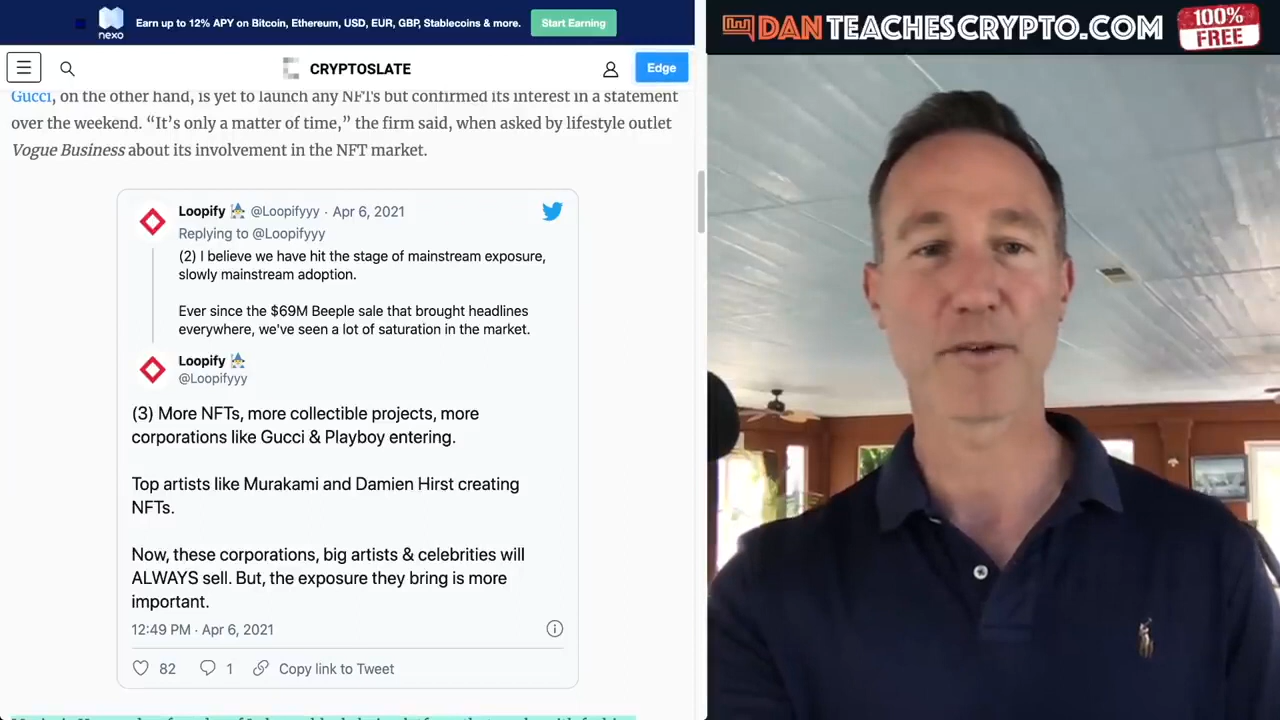 nexo
Earn up to 12% APY on Bitcoin, Ethereum, USD, EUR, GBP, Stablecoins & more.
Start Earning
CRYPTOSLATE
Edge
Gucci, on the other hand, is yet to launch any NFTs but confirmed its interest in a statement
over the weekend. “It’s only a matter of time,” the firm said, when asked by lifestyle outlet
Vogue Business about its involvement in the NFT market.
Loopify @Loopifyyy · Apr 6, 2021
Replying to @Loopifyyy
(2) I believe we have hit the stage of mainstream exposure,
slowly mainstream adoption.
Ever since the $69M Beeple sale that brought headlines
everywhere, we've seen a lot of saturation in the market.
Loopify
@Loopifyyy
(3) More NFTs, more collectible projects, more
corporations like Gucci & Playboy entering.
Top artists like Murakami and Damien Hirst creating
NFTs.
Now, these corporations, big artists & celebrities will
ALWAYS sell. But, the exposure they bring is more
important.
12:49 PM · Apr 6, 2021
82 1 Copy link to Tweet
DANTEACHESCRYPTO.COM
100%
FREE